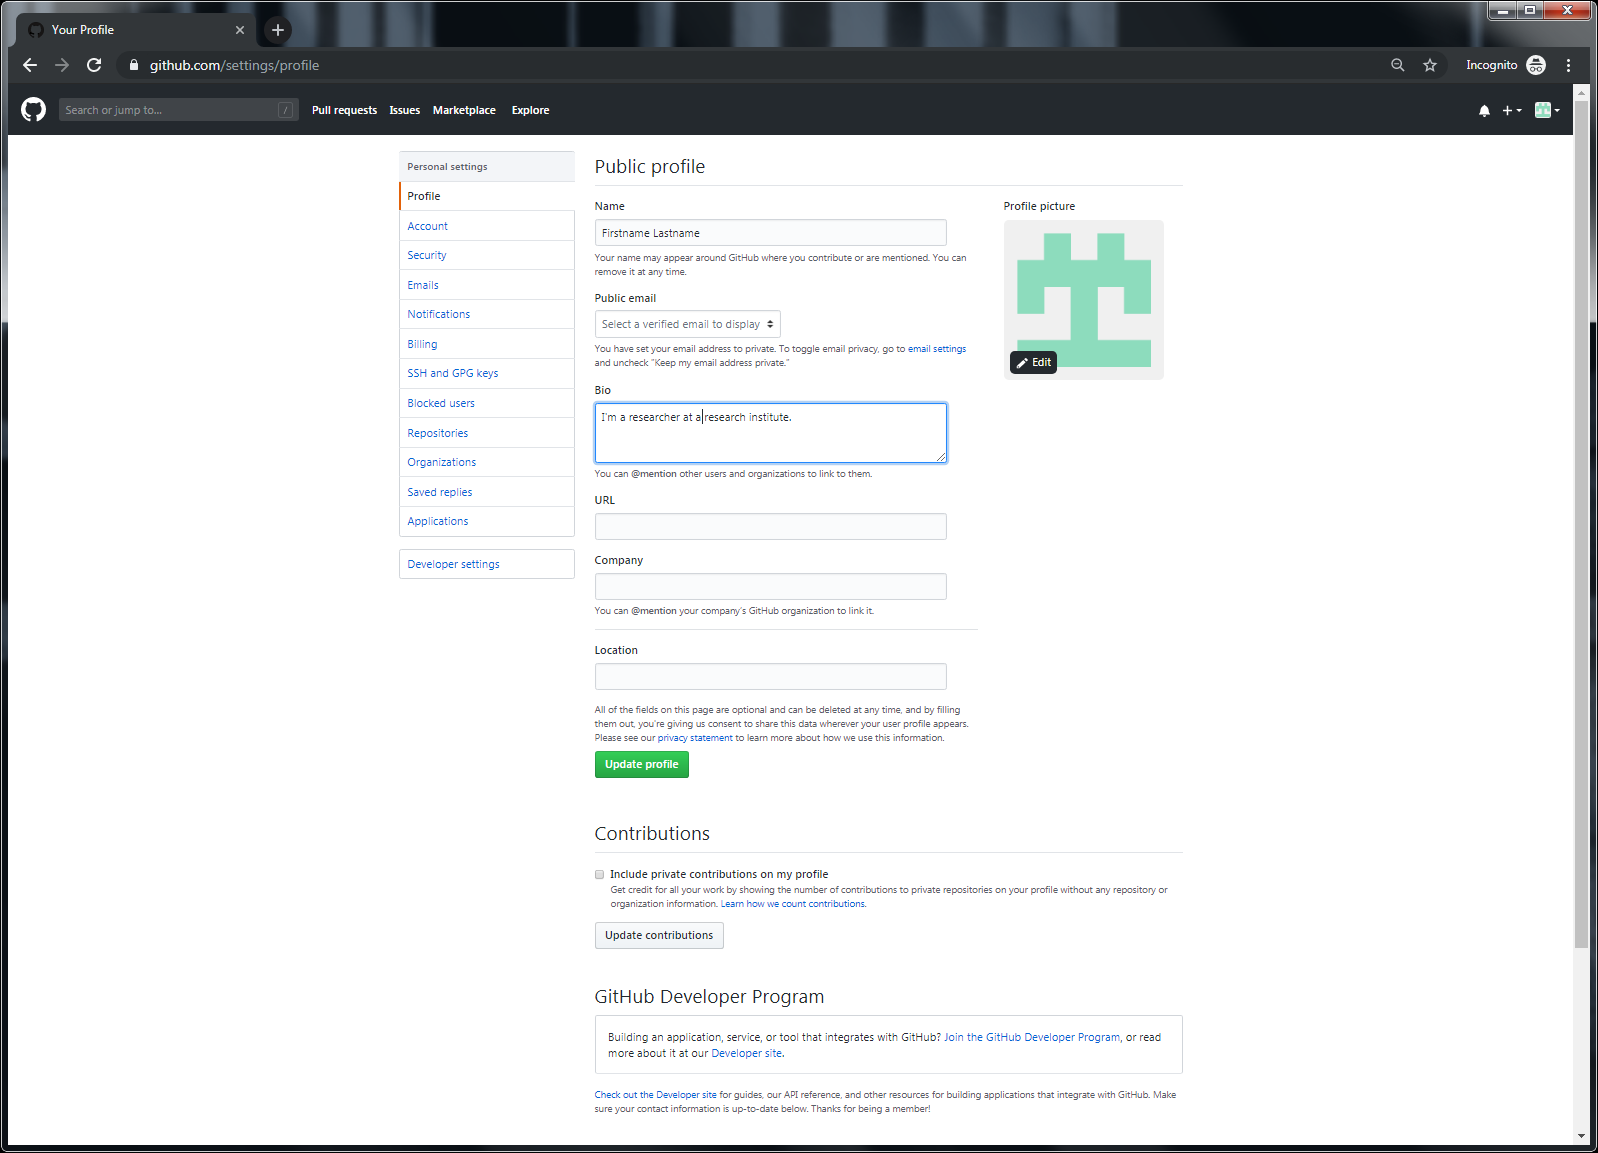 Your Profile
github.com/settings/profile
Incognito
Search or jump to...
/
Pull requests
Issues
Marketplace
Explore
Personal settings
Profile
Account
Security
Emails
Notifications
Billing
SSH and GPG keys
Blocked users
Repositories
Organizations
Saved replies
Applications
Developer settings
Public profile
Name
Firstname Lastname
Your name may appear around GitHub where you contribute or are mentioned. You can
remove it at any time.
Public email
Select a verified email to display
You have set your email address to private. To toggle email privacy, go to email settings
and uncheck "Keep my email address private."
Bio
I'm a researcher at a research institute.
You can @mention other users and organizations to link to them.
URL
Company
You can @mention your company's GitHub organization to link it.
Location
All of the fields on this page are optional and can be deleted at any time, and by filling
them out, you're giving us consent to share this data wherever your user profile appears.
Please see our privacy statement to learn more about how we use this information.
Update profile
Profile picture
Edit
Contributions
Include private contributions on my profile
Get credit for all your work by showing the number of contributions to private repositories on your profile without any repository or
organization information. Learn how we count contributions.
Update contributions
GitHub Developer Program
Building an application, service, or tool that integrates with GitHub? Join the GitHub Developer Program, or read
more about it at our Developer site.
Check out the Developer site for guides, our API reference, and other resources for building applications that integrate with GitHub. Make
sure your contact information is up-to-date below. Thanks for being a member!